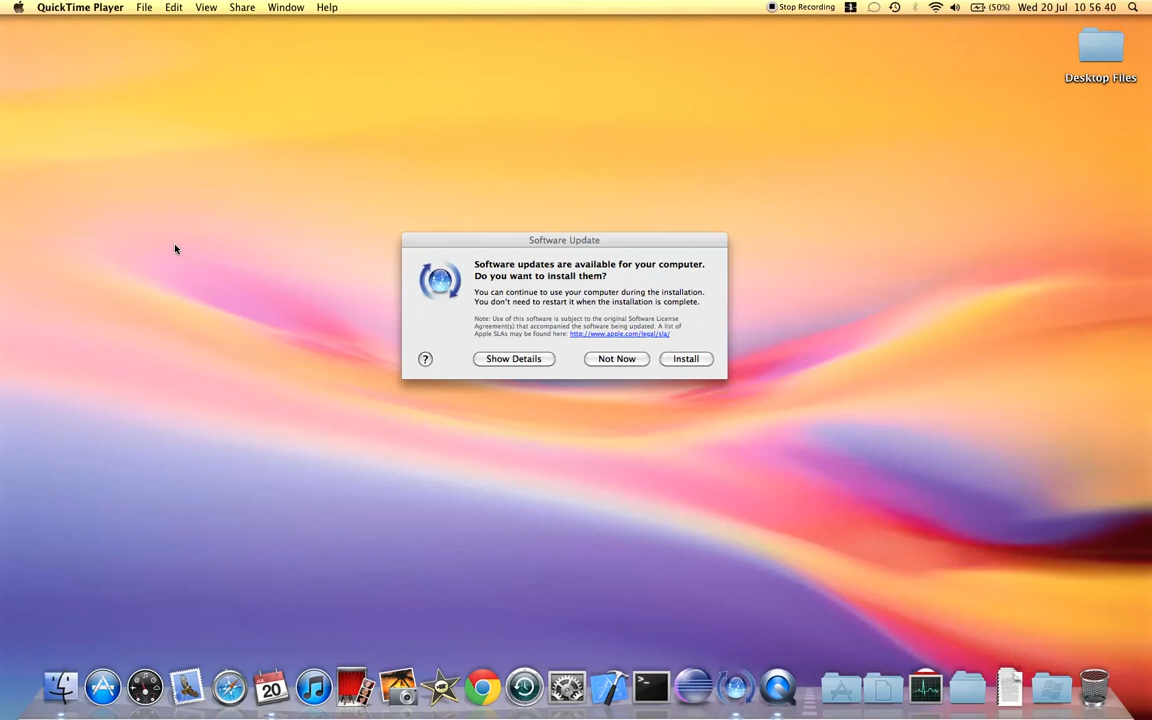 QuickTime Player File Edit View Share Window Help
Stop Recording 1 (50%) Wed 20 Jul 10 56 40
Desktop Files
Software Update
Software updates are available for your computer.
Do you want to install them?
You can continue to use your computer during the installation.
You don't need to restart it when the installation is complete.
Note: Use of this software is subject to the original Software License
Agreement(s) that accompanied the software being updated. A list of
Apple SLAs may be found here: http://www.apple.com/legal/sla/
? Show Details Not Now Install
JUL
20
>_